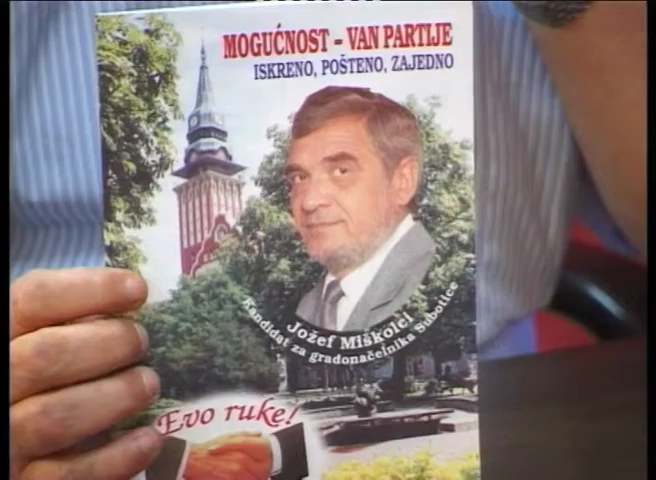 MOGUĆNOST – VAN PARTIJE
ISKRENO, POŠTENO, ZAJEDNO
Jožef Miškolci
Kandidat za gradonačelnika Subotice
Evo ruke!